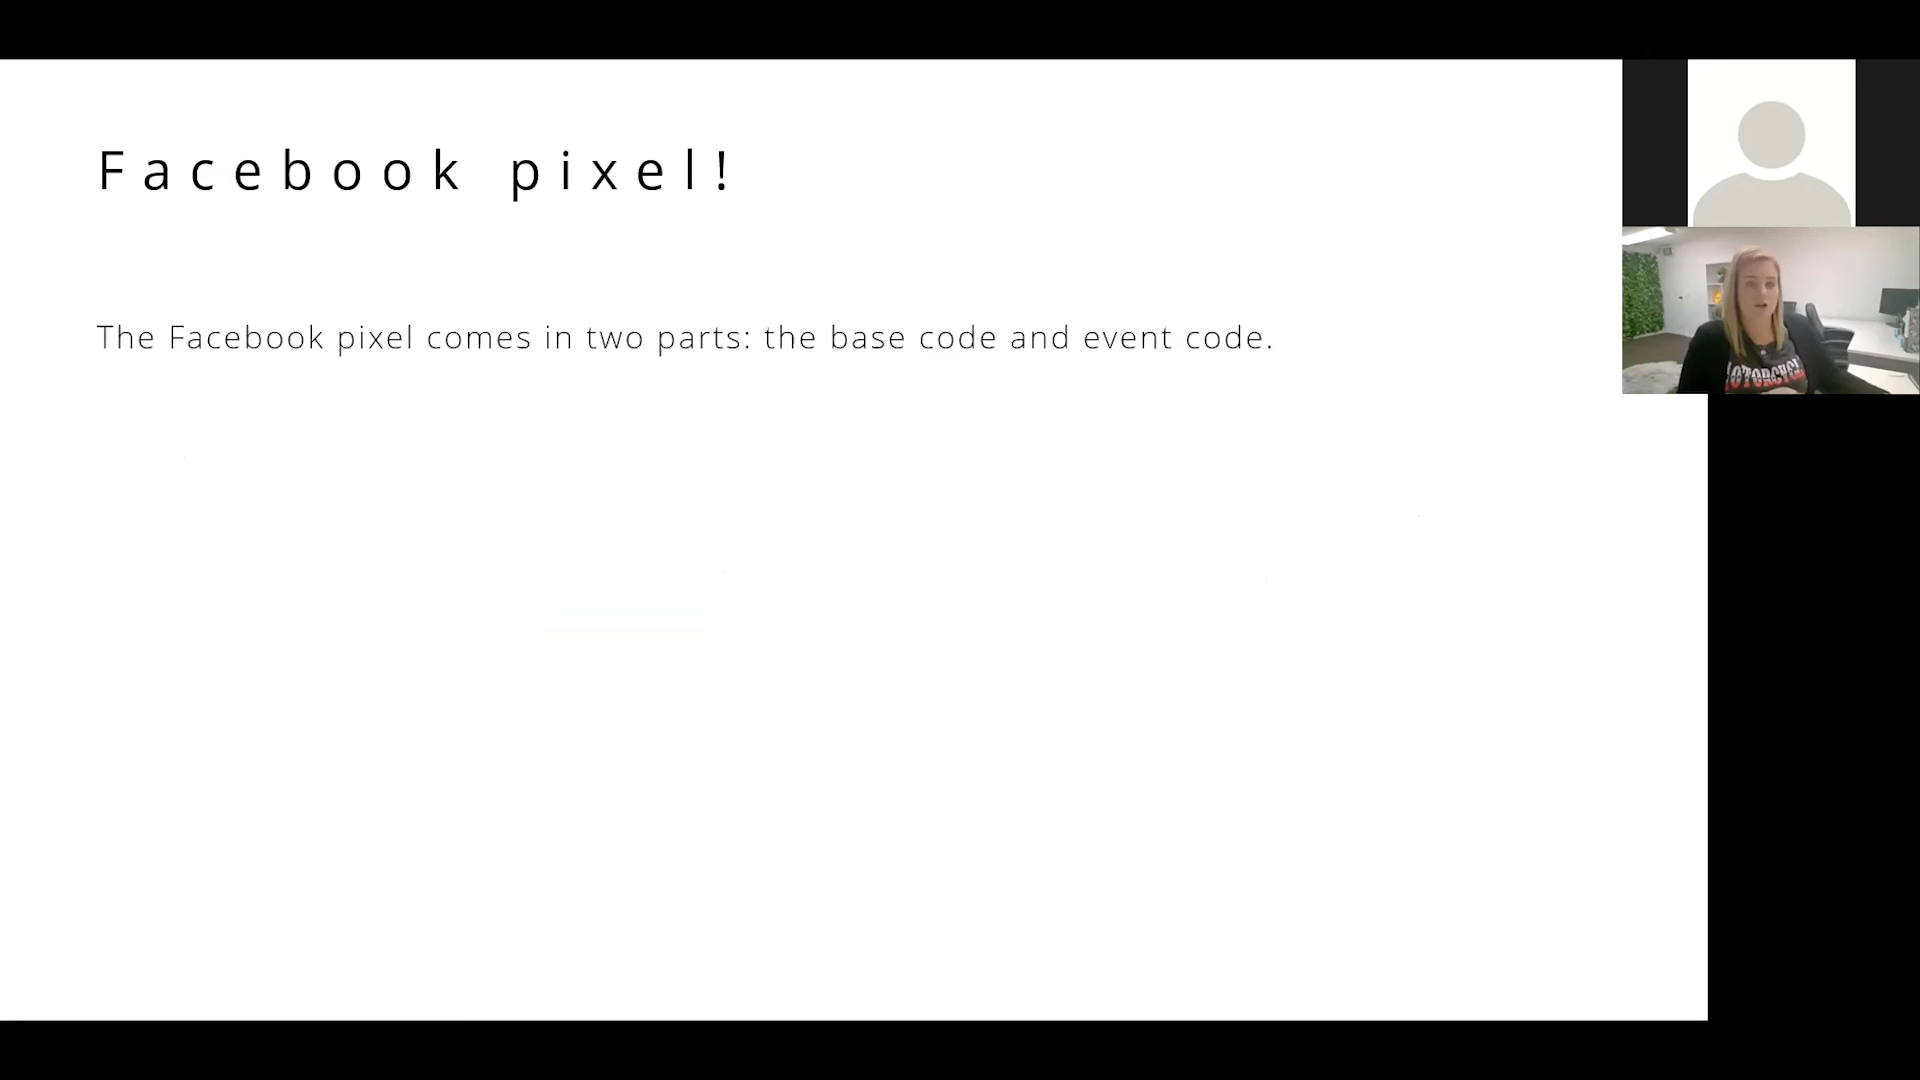 Facebook pixel!
The Facebook pixel comes in two parts: the base code and event code.